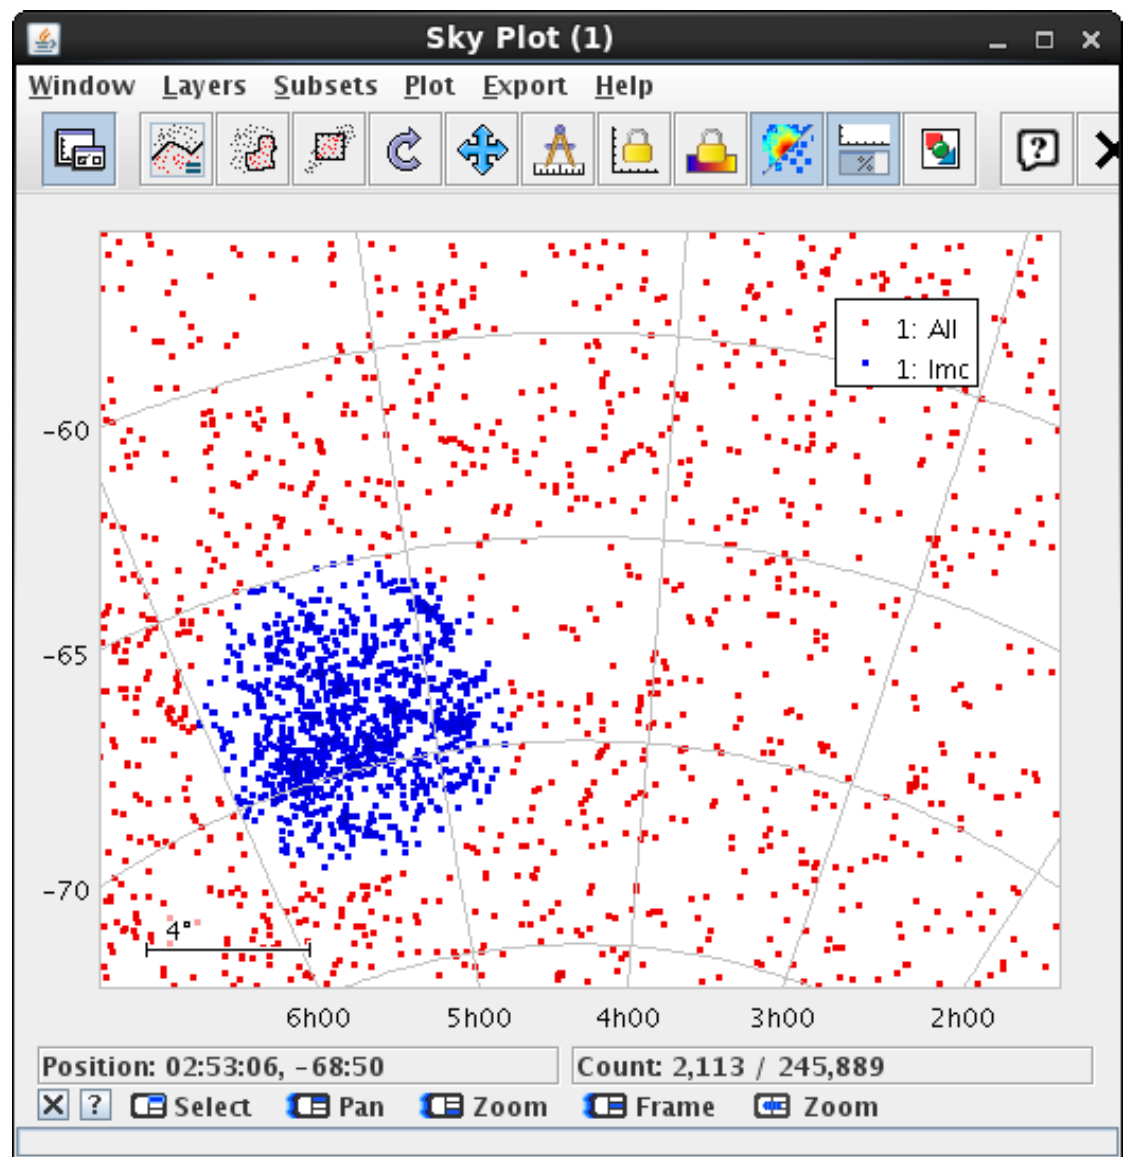 Sky Plot (1)
Window Layers Subsets Plot Export Help
%
?
1: All
1: lmc
-60
-65
-70
4°
6h00 5h00 4h00 3h00 2h00
Position: 02:53:06, -68:50 Count: 2,113 / 245,889
? Select Pan Zoom Frame Zoom